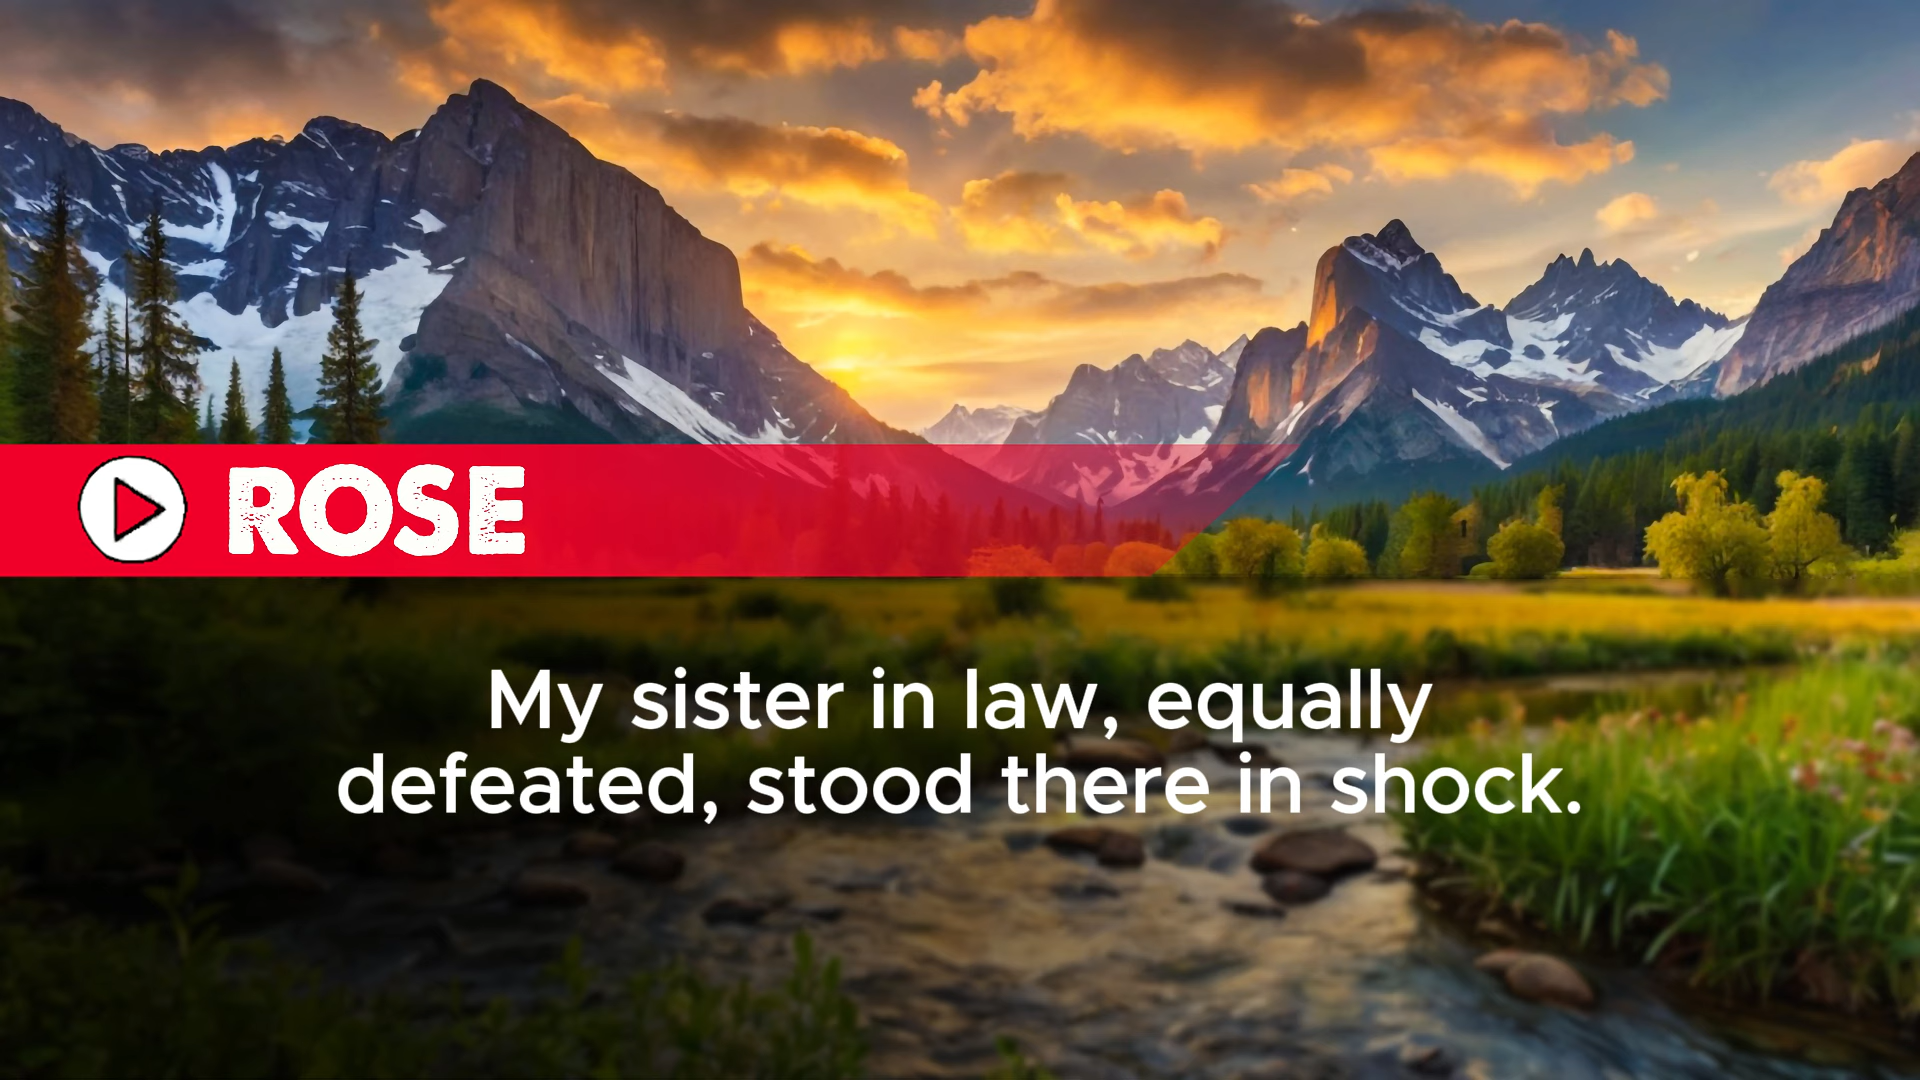 ROSE
My sister in law, equally
defeated, stood there in shock.